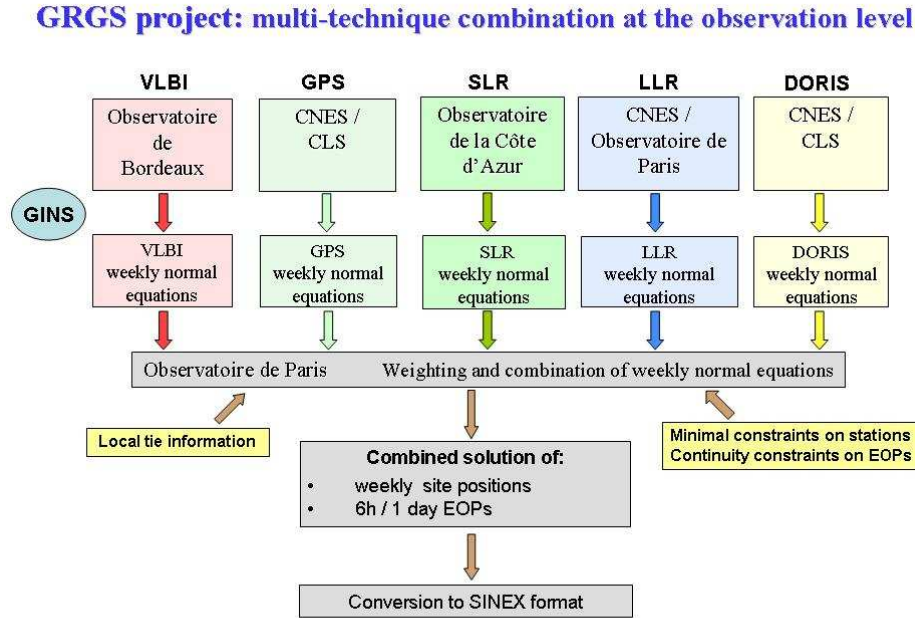 GRGS project: multi-technique combination at the observation level
VLBI
GPS
SLR
LLR
DORIS
Observatoire
de
Bordeaux
CNES /
CLS
Observatoire
de la Côte
d'Azur
CNES /
Observatoire de
Paris
CNES /
CLS
GINS
VLBI
weekly normal
equations
GPS
weekly normal
equations
SLR
weekly normal
equations
LLR
weekly normal
equations
DORIS
weekly normal
equations
Observatoire de Paris Weighting and combination of weekly normal equations
Local tie information
Minimal constraints on stations
Continuity constraints on EOPs
Combined solution of:
• weekly site positions
• 6h / 1 day EOPs
Conversion to SINEX format